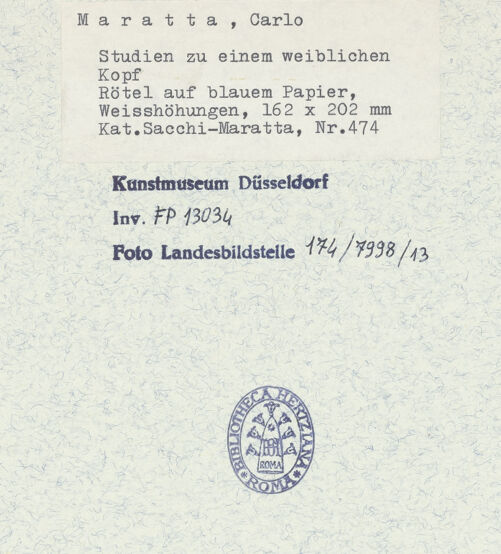 M a r a t t a , Carlo
Studien zu einem weiblichen
Kopf
Rötel auf blauem Papier,
Weisshöhungen, 162 x 202 mm
Kat.Sacchi-Maratta, Nr.474
Kunstmuseum Düsseldorf
Inv. FP 13034
Foto Landesbildstelle 174/7998/13
BIBLIOTHECA HERTZIANA
ROMA
* ROMA *